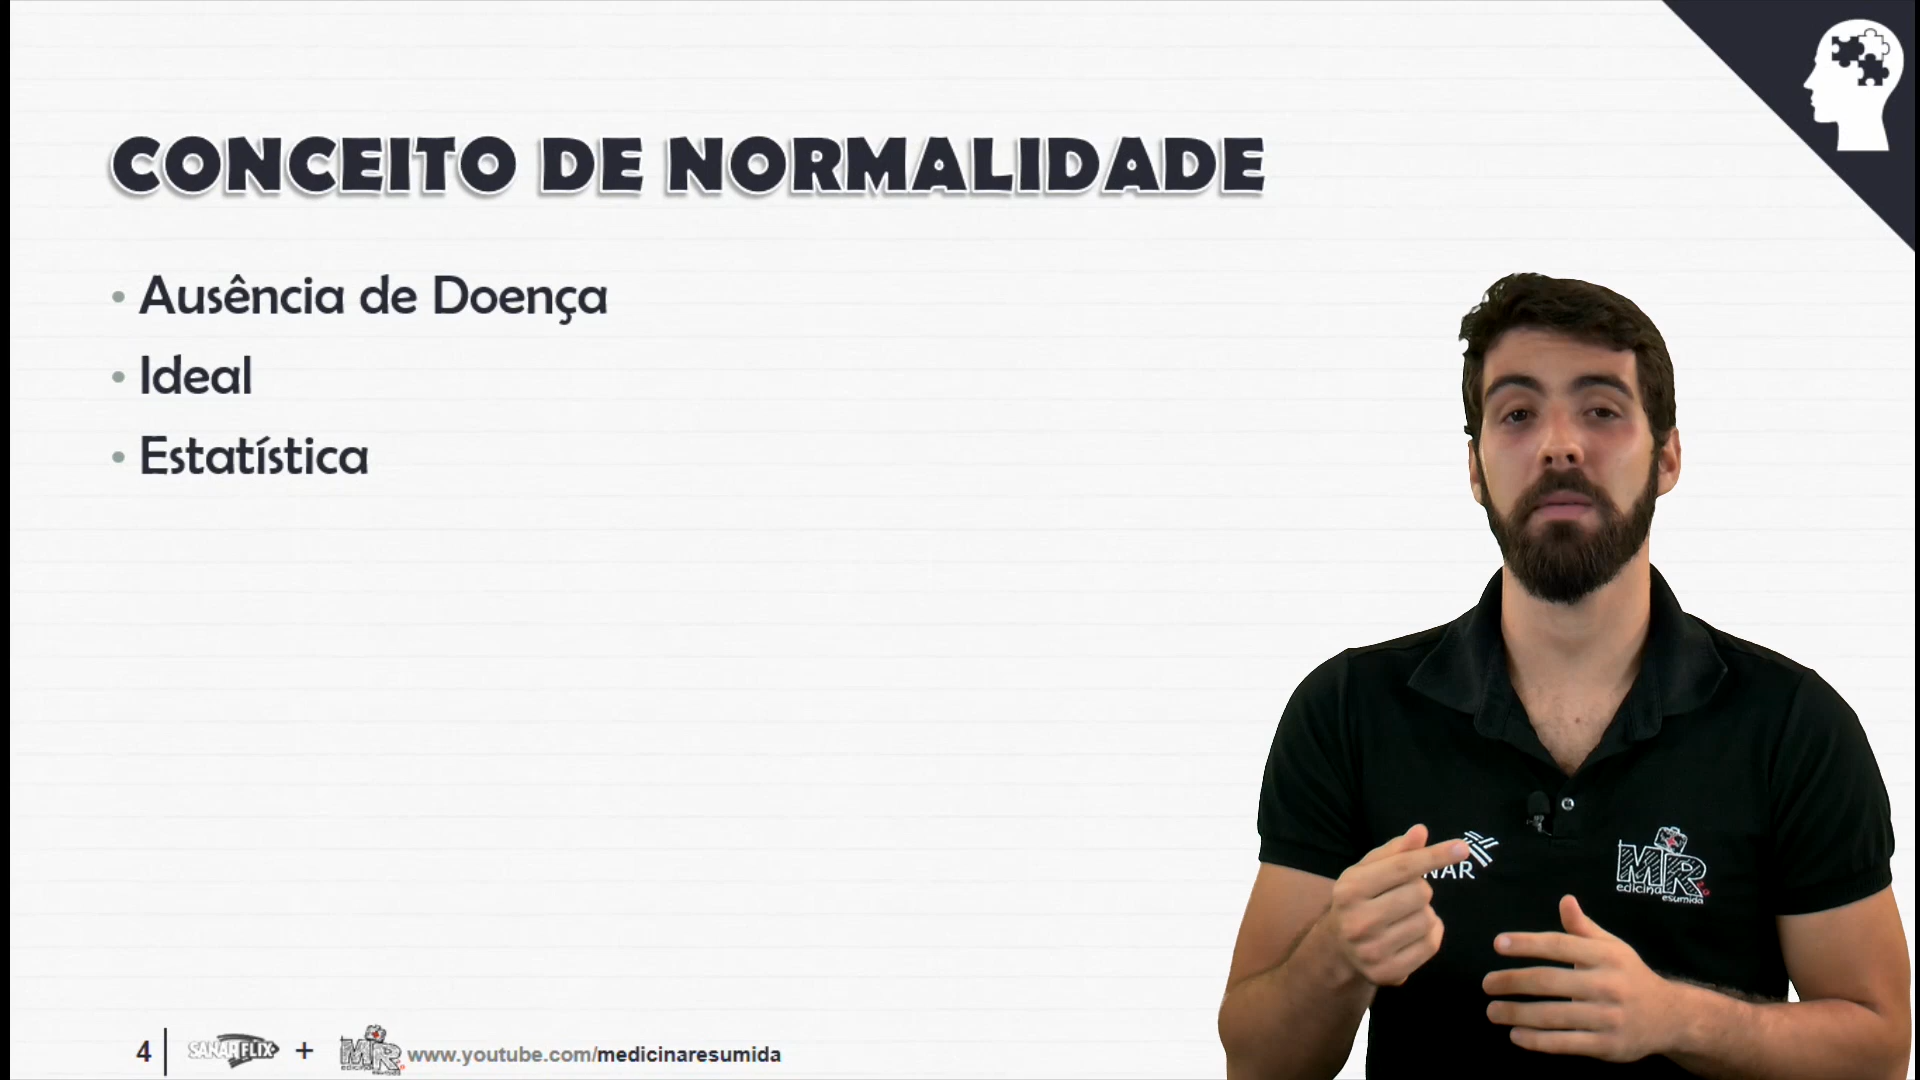 CONCEITO DE NORMALIDADE
• Ausência de Doença
• Ideal
• Estatística
NAR
MR
edicina esumida
4 | SANARFLIX + MR www.youtube.com/medicinaresumida